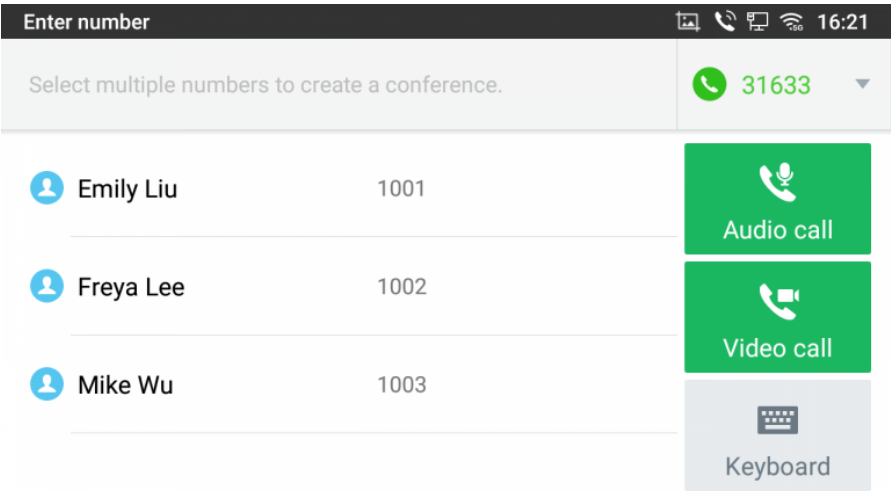 Enter number 5G 16:21
Select multiple numbers to create a conference. 31633
Emily Liu 1001
Audio call
Freya Lee 1002
Video call
Mike Wu 1003
Keyboard